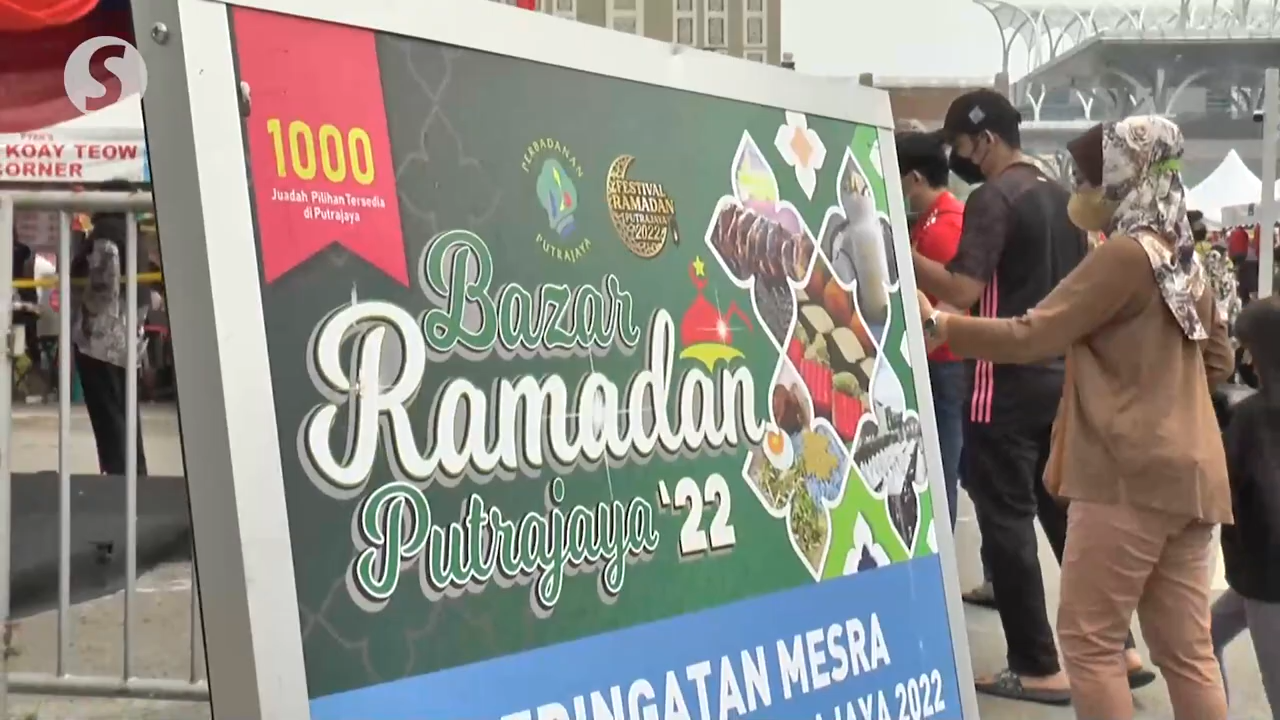 S
KOAY TEOW
CORNER
1000
Juadah Pilihan Tersedia
di Putrajaya
PERBADANAN
PUTRAJAYA
FESTIVAL
RAMADAN
PUTRAJAYA
2022
Bazar
Ramadan
Putrajaya '22
MESRA
2022